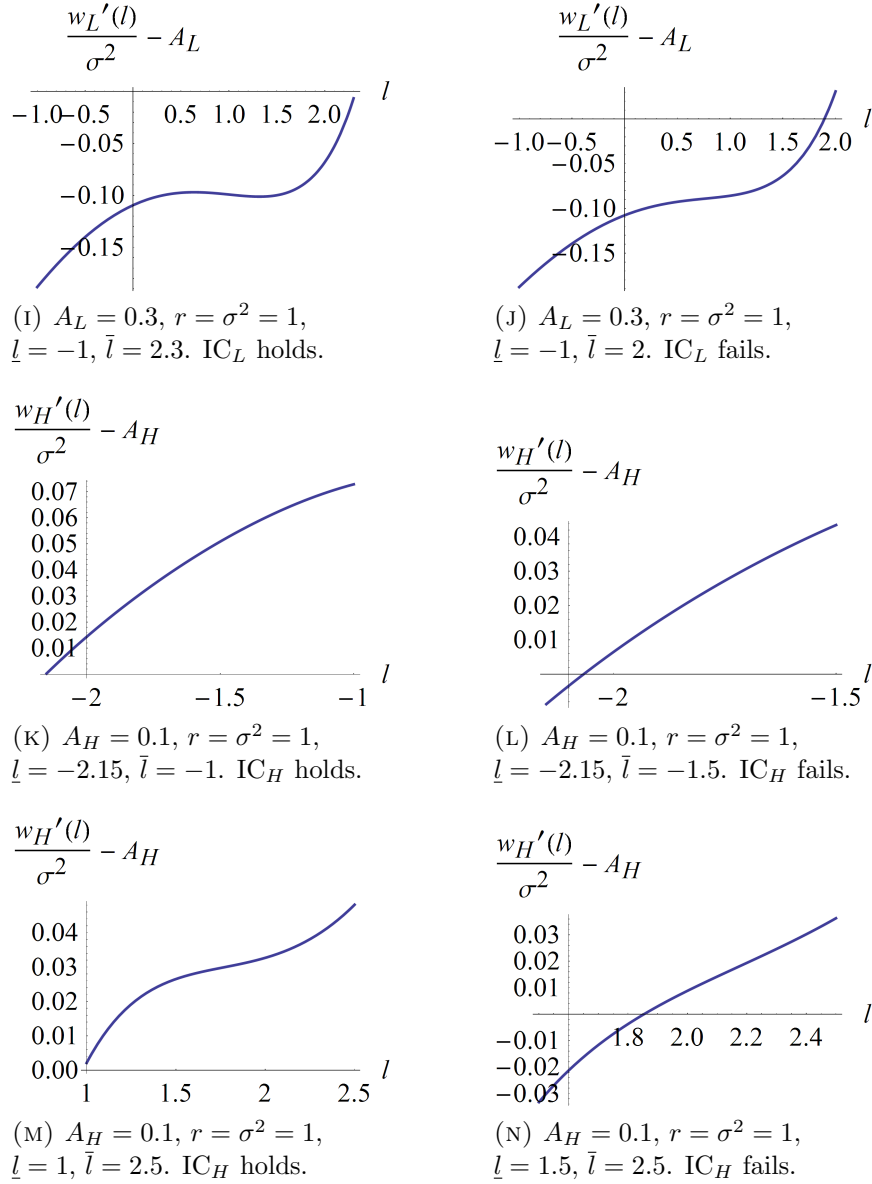 w_L′(l)/σ² − A_L
l
−1.0 −0.5 0.5 1.0 1.5 2.0
−0.05
−0.10
−0.15
(I) A_L = 0.3, r = σ² = 1,
l̲ = −1, l̄ = 2.3. IC_L holds.
w_L′(l)/σ² − A_L
l
−1.0 −0.5 0.5 1.0 1.5 2.0
−0.05
−0.10
−0.15
(J) A_L = 0.3, r = σ² = 1,
l̲ = −1, l̄ = 2. IC_L fails.
w_H′(l)/σ² − A_H
0.07
0.06
0.05
0.04
0.03
0.02
0.01
−2 −1.5 −1
l
(K) A_H = 0.1, r = σ² = 1,
l̲ = −2.15, l̄ = −1. IC_H holds.
w_H′(l)/σ² − A_H
0.04
0.03
0.02
0.01
−2 −1.5
l
(L) A_H = 0.1, r = σ² = 1,
l̲ = −2.15, l̄ = −1.5. IC_H fails.
w_H′(l)/σ² − A_H
0.04
0.03
0.02
0.01
0.00
1 1.5 2 2.5
l
(M) A_H = 0.1, r = σ² = 1,
l̲ = 1, l̄ = 2.5. IC_H holds.
w_H′(l)/σ² − A_H
0.03
0.02
0.01
1.8 2.0 2.2 2.4
l
−0.01
−0.02
−0.03
(N) A_H = 0.1, r = σ² = 1,
l̲ = 1.5, l̄ = 2.5. IC_H fails.